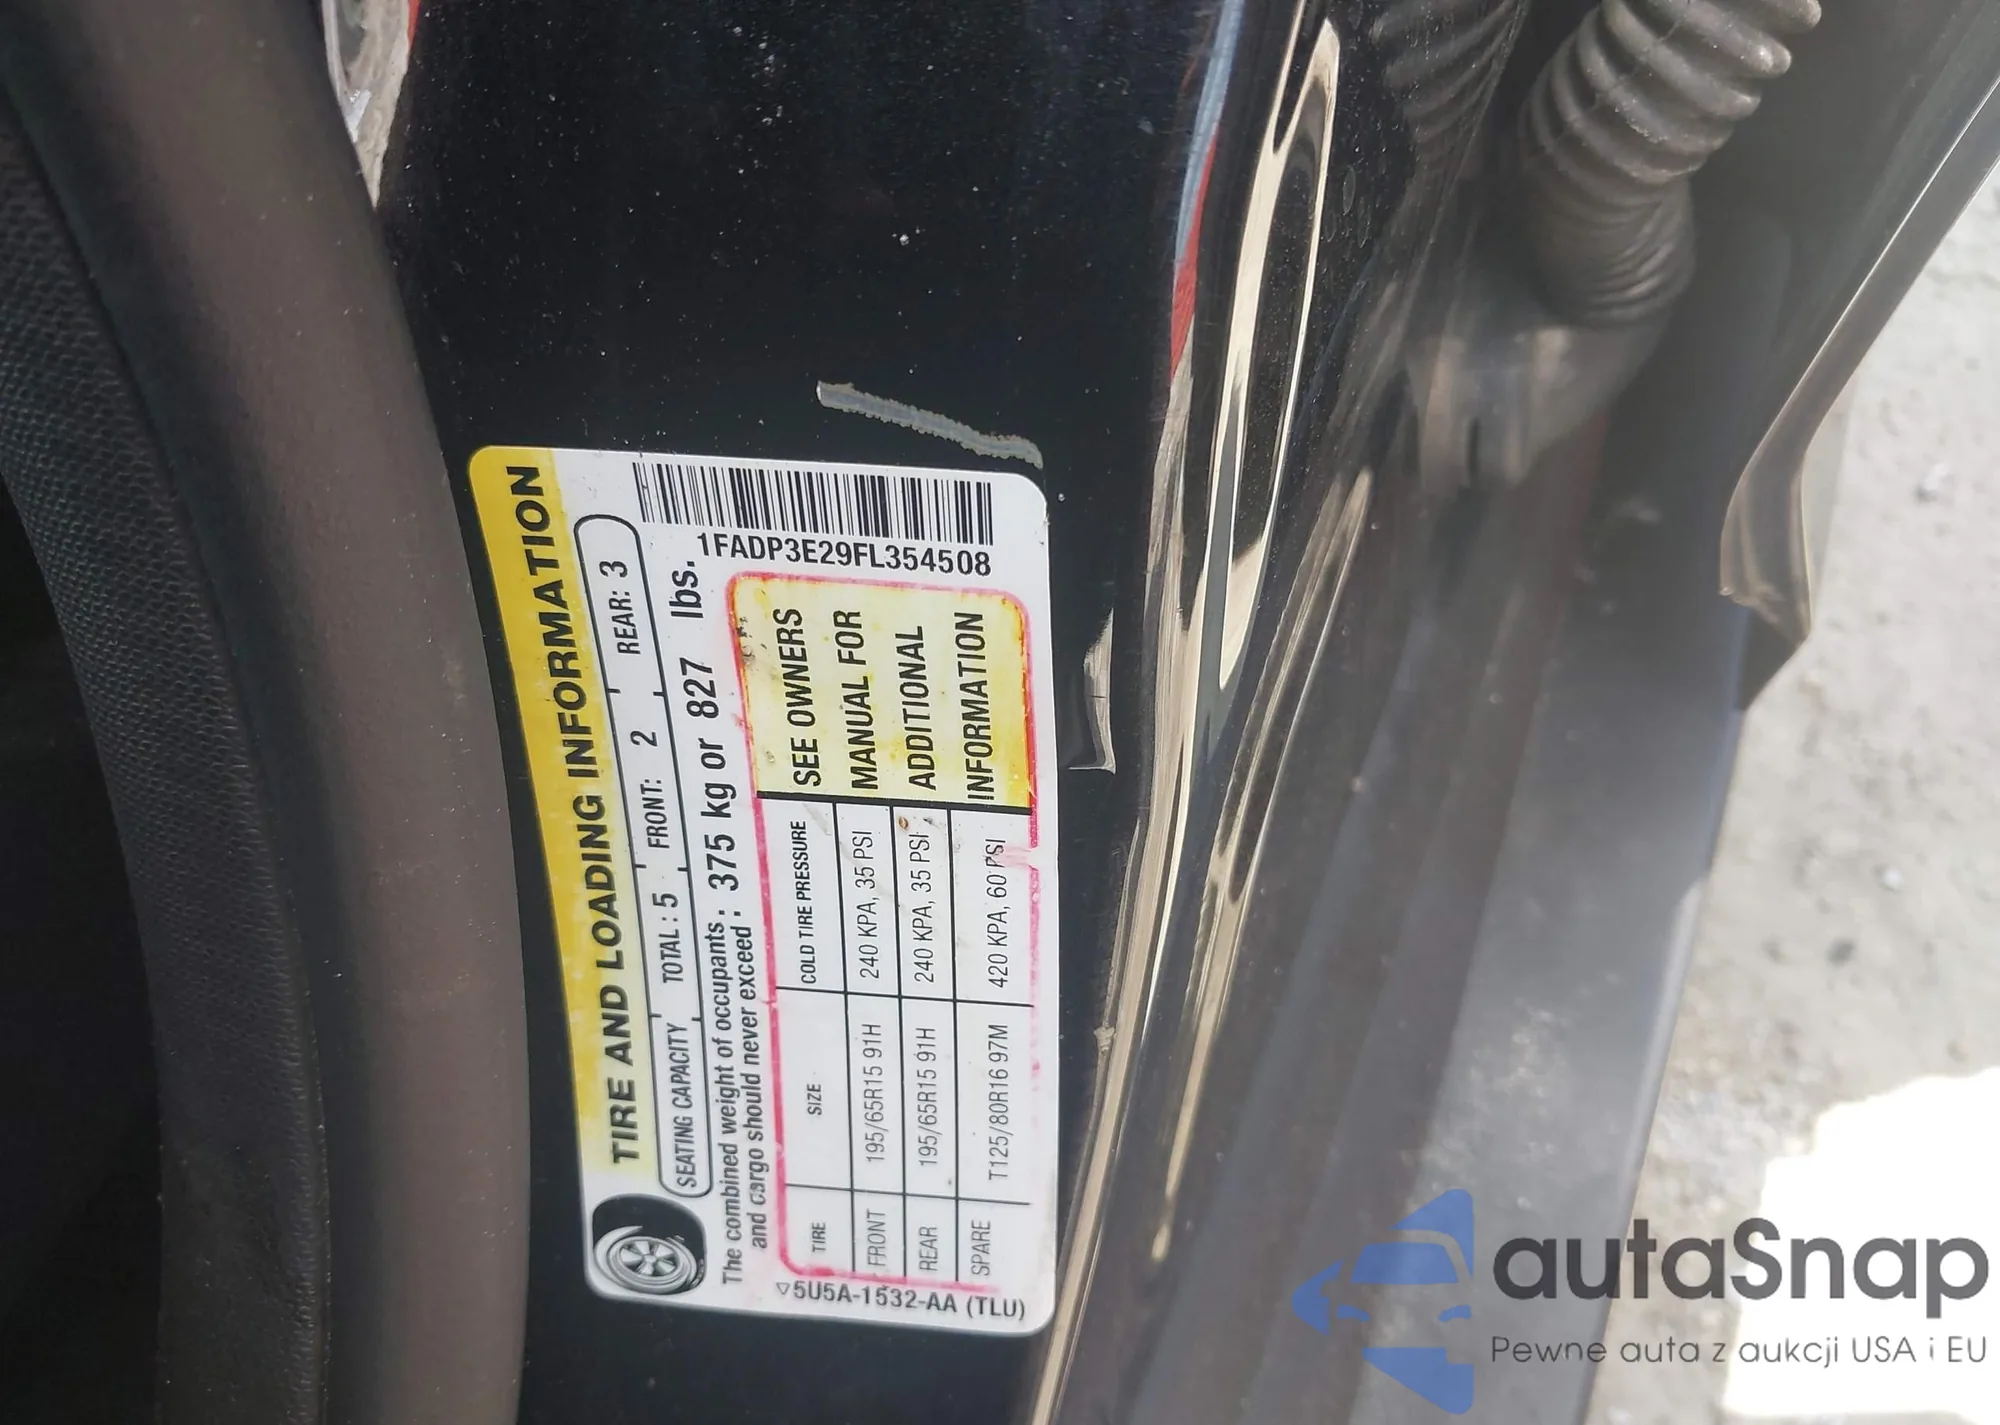 TIRE AND LOADING INFORMATION
SEATING CAPACITY TOTAL : 5 FRONT: 2 REAR: 3
The combined weight of occupants and cargo should never exceed : 375 kg or 827 lbs.
1FADP3E29FL354508
TIRE SIZE COLD TIRE PRESSURE
FRONT 195/65R15 91H 240 KPA, 35 PSI
REAR 195/65R15 91H 240 KPA, 35 PSI
SPARE T125/80R16 97M 420 KPA, 60 PSI
SEE OWNERS
MANUAL FOR
ADDITIONAL
INFORMATION
5U5A-1532-AA (TLU)
autaSnap
Pewne auta z aukcji USA i EU